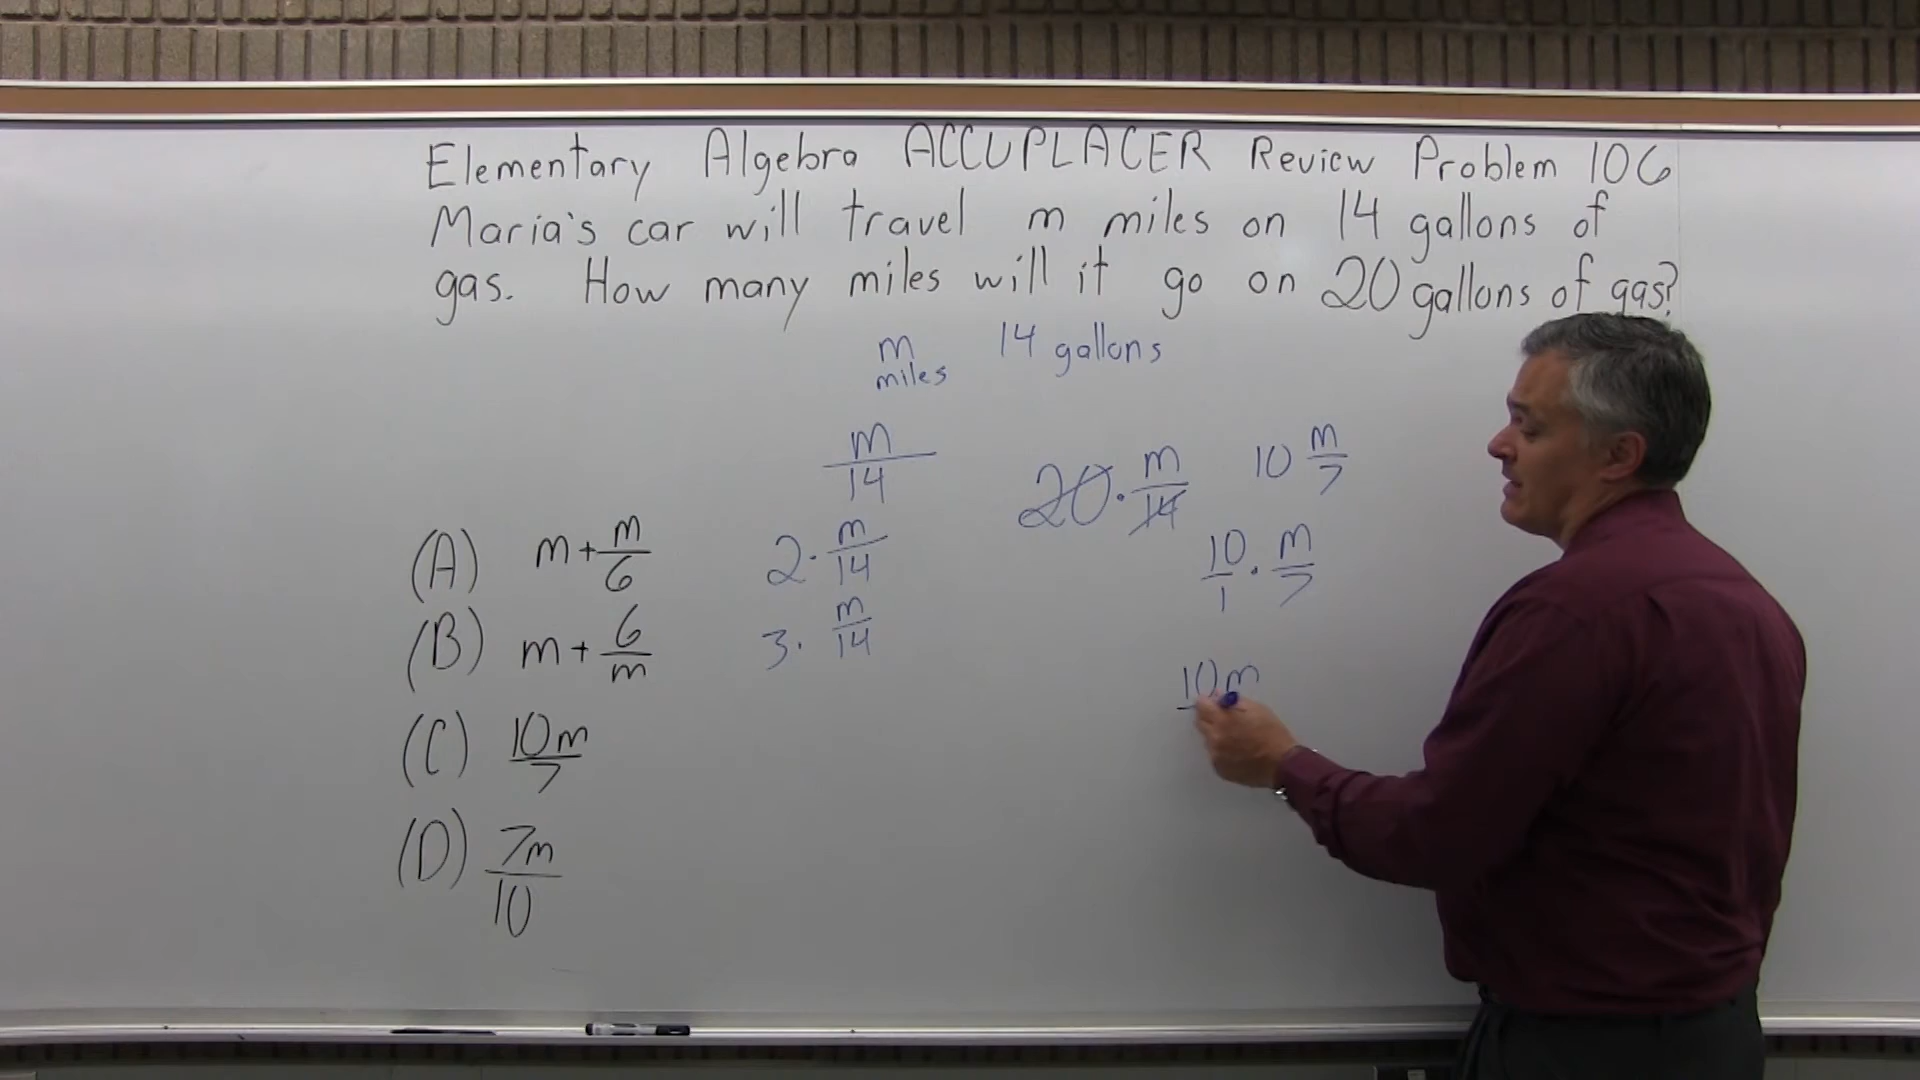 Elementary Algebra ACCUPLACER Review Problem 106
Maria's car will travel m miles on 14 gallons of
gas. How many miles will it go on 20 gallons of gas?
m miles 14 gallons
m/14
20 · m/14
10 m/7
2 · m/14
10/1 · m/7
3 · m/14
10m
(A) m + m/6
(B) m + 6/m
(C) 10m/7
(D) 7m/10